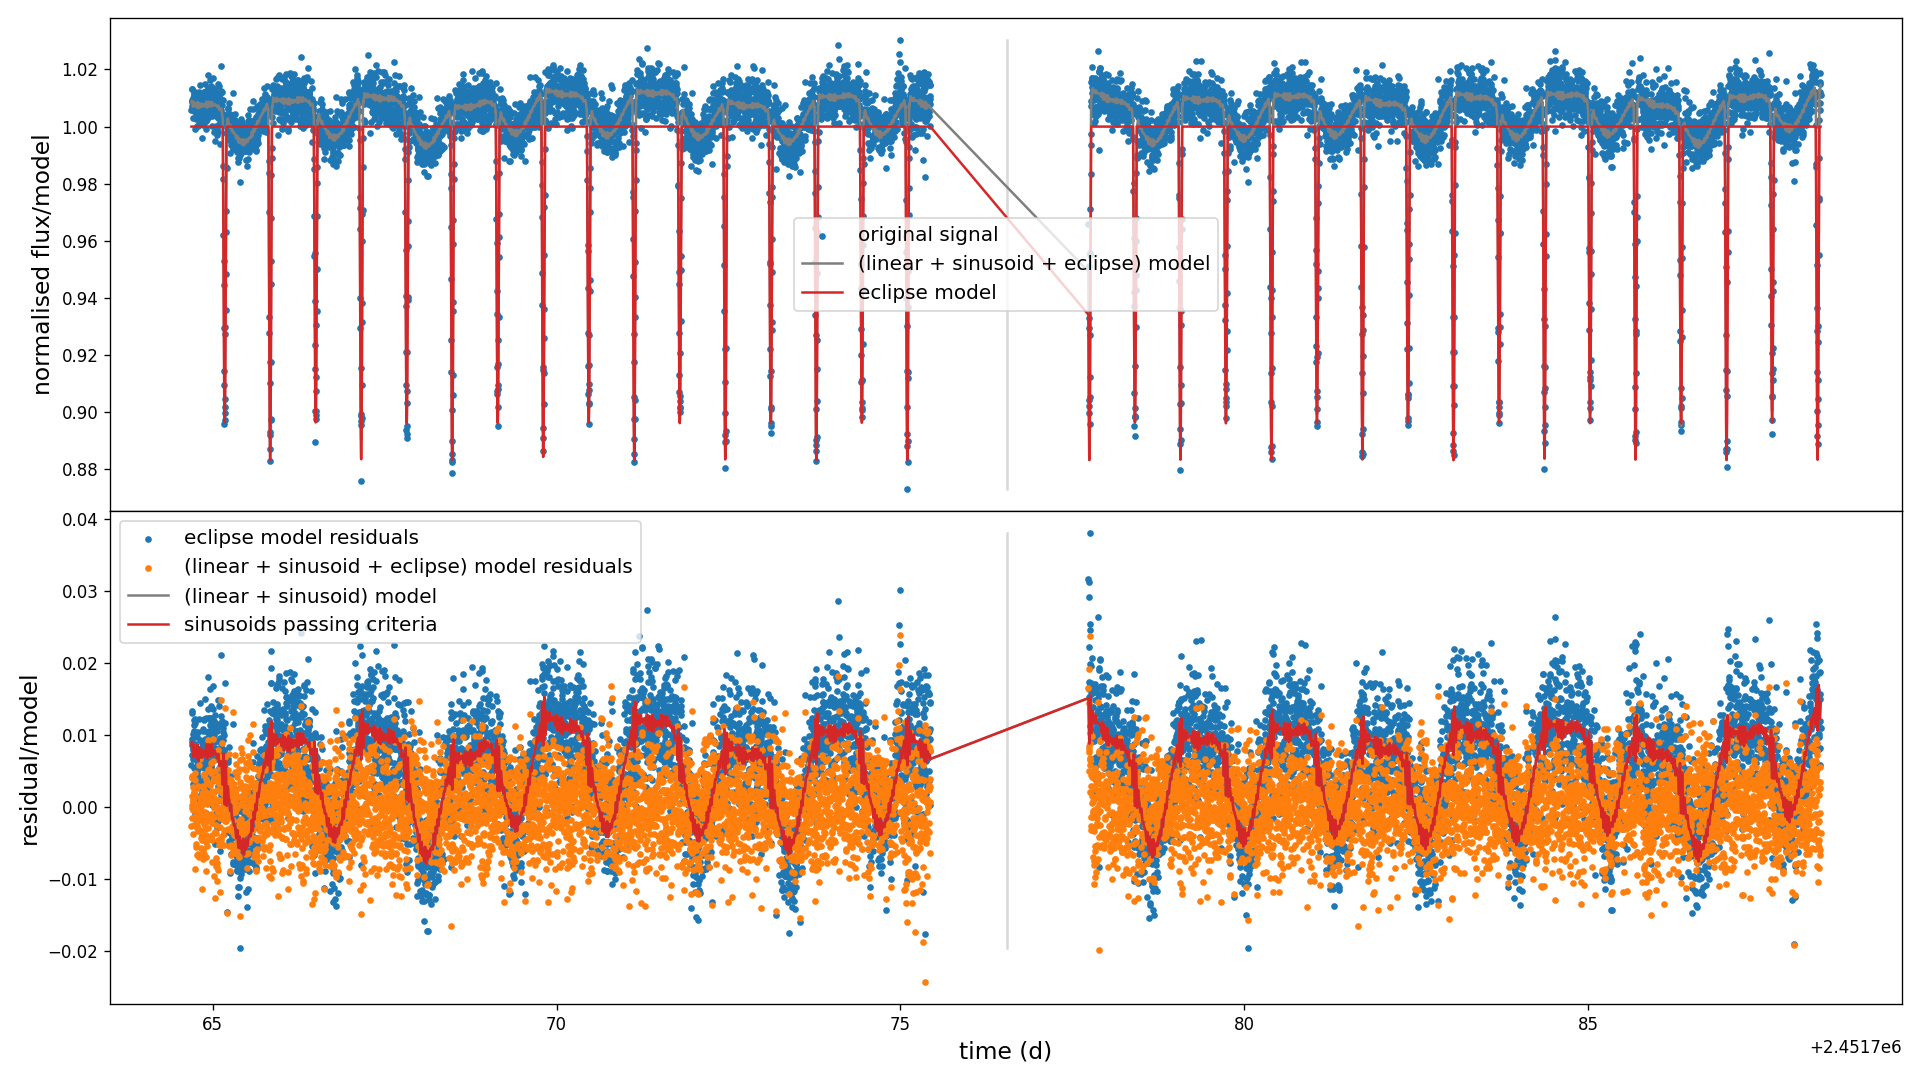 normalised flux/model
1.02
1.00
0.98
0.96
0.94
0.92
0.90
0.88
original signal
(linear + sinusoid + eclipse) model
eclipse model
residual/model
0.04
0.03
0.02
0.01
0.00
−0.01
−0.02
eclipse model residuals
(linear + sinusoid + eclipse) model residuals
(linear + sinusoid) model
sinusoids passing criteria
65
70
75
80
85
time (d)
+2.4517e6